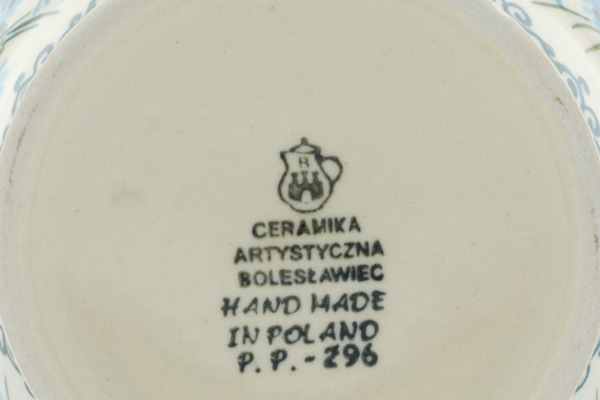 B
CERAMIKA
ARTYSTYCZNA
BOLESŁAWIEC
HAND MADE
IN POLAND
P. P. - 296